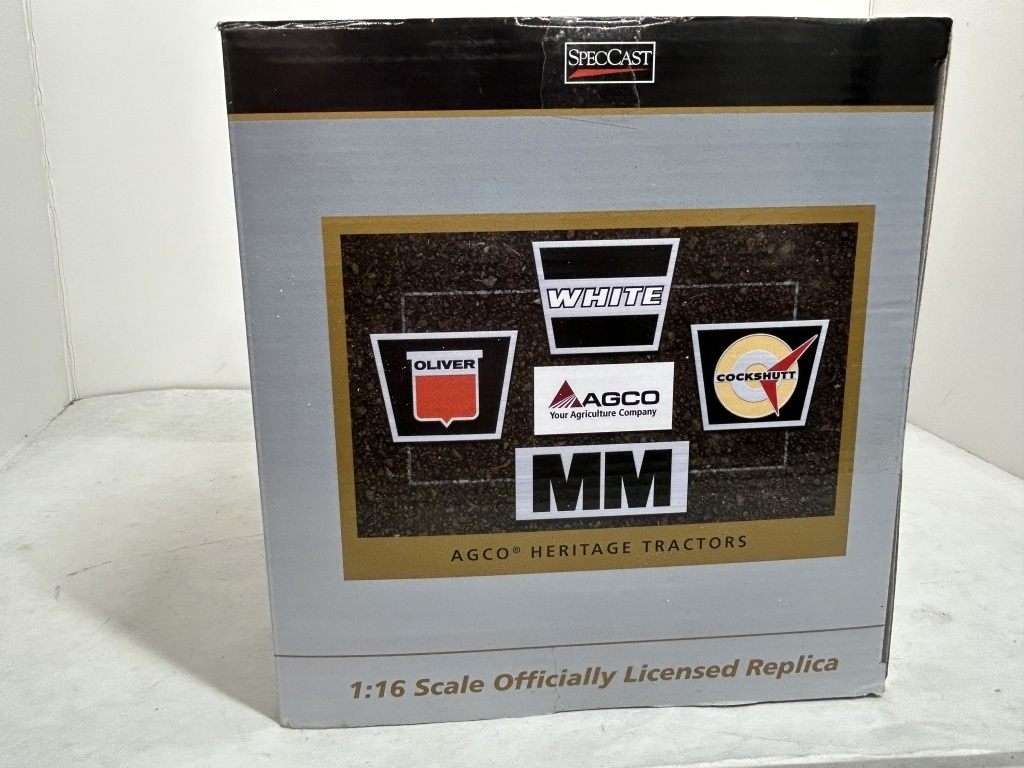 SPECCAST
WHITE
OLIVER
COCKSHUTT
AGCO
Your Agriculture Company
MM
AGCO® HERITAGE TRACTORS
1:16 Scale Officially Licensed Replica